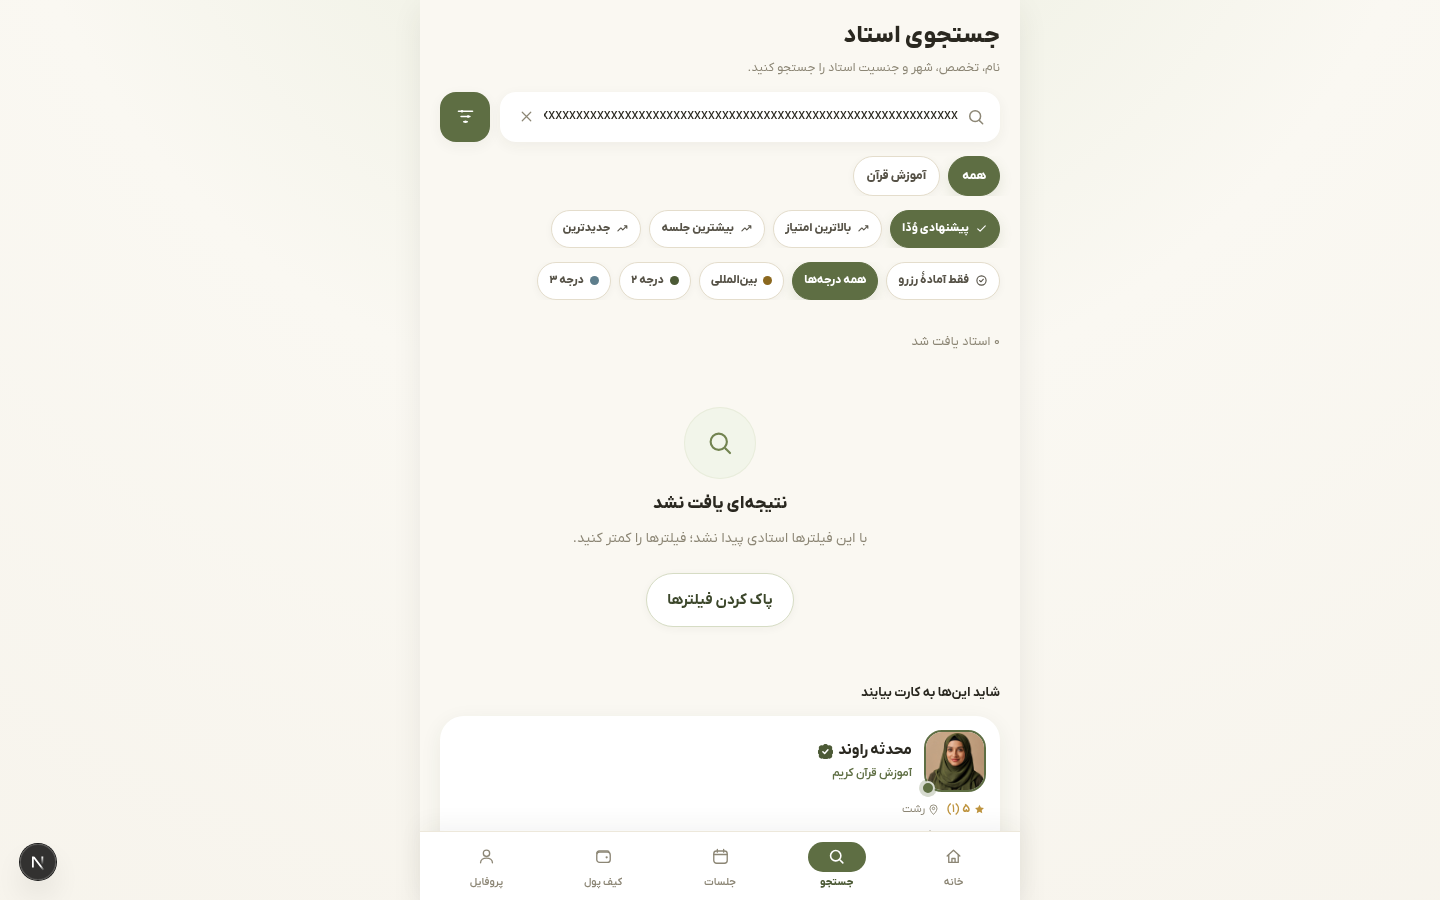 جستجوی استاد
نام، تخصص، شهر و جنسیت استاد را جستجو کنید.
همه
آموزش قرآن
پیشنهادی وُدّا
بالاترین امتیاز
بیشترین جلسه
جدیدترین
فقط آمادهٔ رزرو
همه درجه‌ها
بین‌المللی
درجه ۲
درجه ۳
۰ استاد یافت شد
نتیجه‌ای یافت نشد
با این فیلترها استادی پیدا نشد؛ فیلترها را کمتر کنید.
پاک کردن فیلترها
شاید این‌ها به کارت بیایند
محدثه راوند
آموزش قرآن کریم
۵ (۱)
رشت
خانه
جستجو
جلسات
کیف پول
پروفایل
N